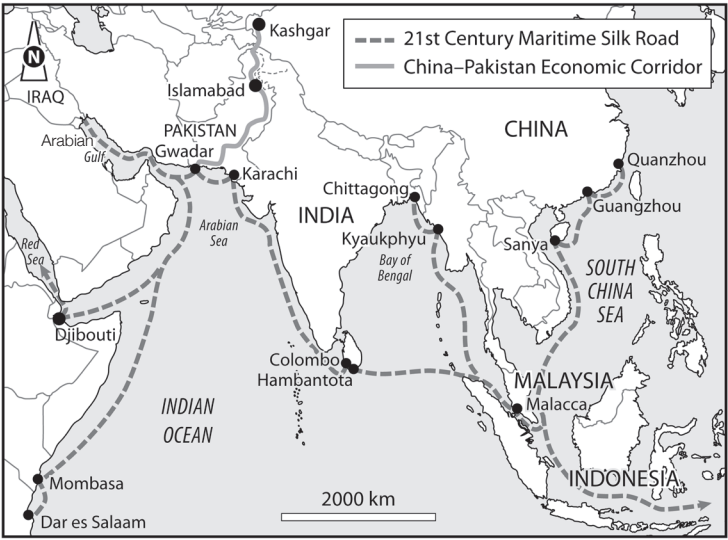 Kashgar
21st Century Maritime Silk Road
China–Pakistan Economic Corridor
N
IRAQ
Islamabad
PAKISTAN
Arabian
Gulf
Gwadar
Karachi
CHINA
Quanzhou
Guangzhou
Chittagong
INDIA
Arabian
Sea
Kyaukphyu
Bay of
Bengal
Sanya
Red
Sea
SOUTH
CHINA
SEA
Djibouti
Colombo
Hambantota
MALAYSIA
Malacca
INDIAN
OCEAN
Mombasa
INDONESIA
2000 km
Dar es Salaam